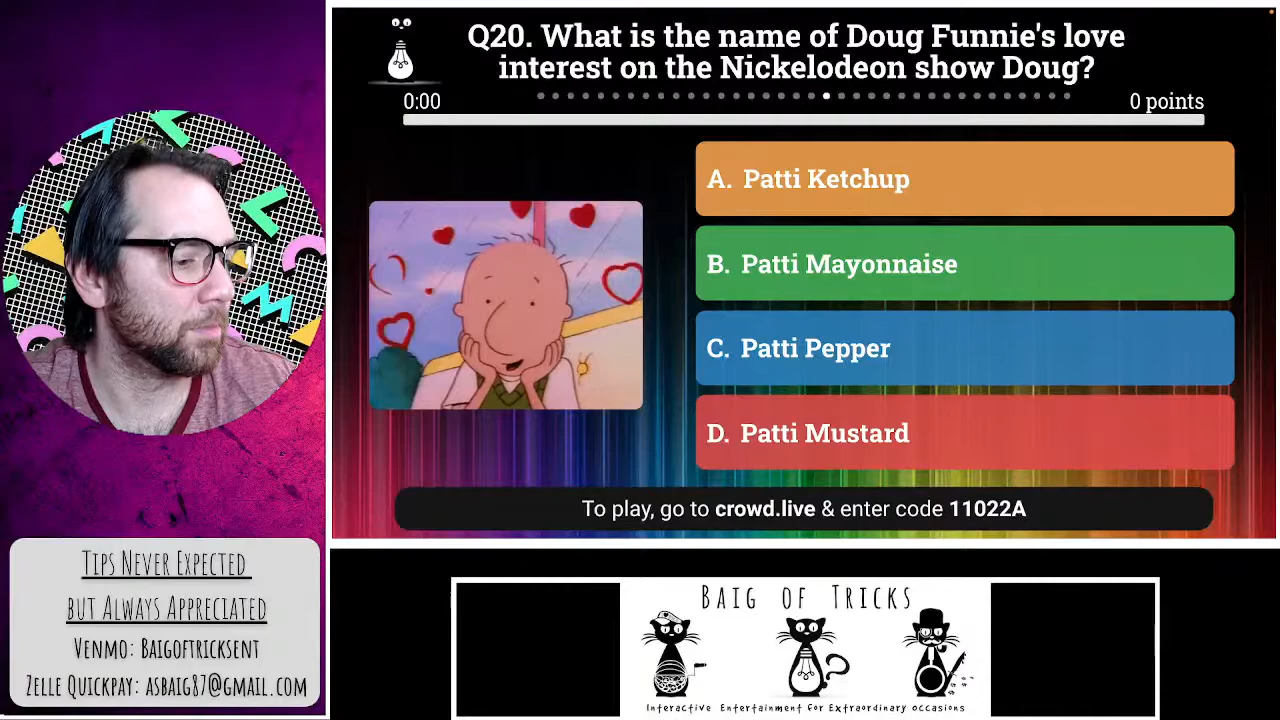 Q20. What is the name of Doug Funnie's love
interest on the Nickelodeon show Doug?
0:00
0 points
A. Patti Ketchup
B. Patti Mayonnaise
C. Patti Pepper
D. Patti Mustard
To play, go to crowd.live & enter code 11022A
Tips Never Expected
but Always Appreciated
Venmo: Baigoftricksent
Zelle Quickpay: asbaig87@gmail.com
Baig of Tricks
Interactive Entertainment for Extraordinary Occasions